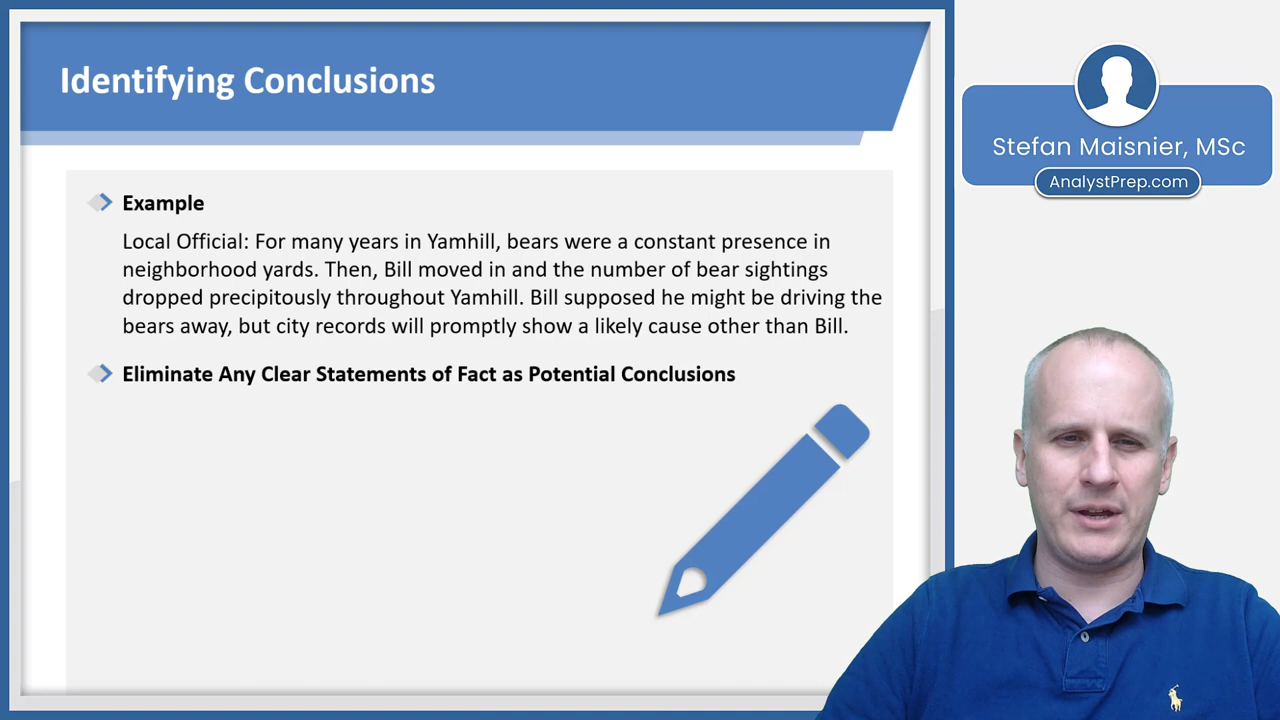 Identifying Conclusions
Stefan Maisnier, MSc
AnalystPrep.com
Example
Local Official: For many years in Yamhill, bears were a constant presence in
neighborhood yards. Then, Bill moved in and the number of bear sightings
dropped precipitously throughout Yamhill. Bill supposed he might be driving the
bears away, but city records will promptly show a likely cause other than Bill.
Eliminate Any Clear Statements of Fact as Potential Conclusions